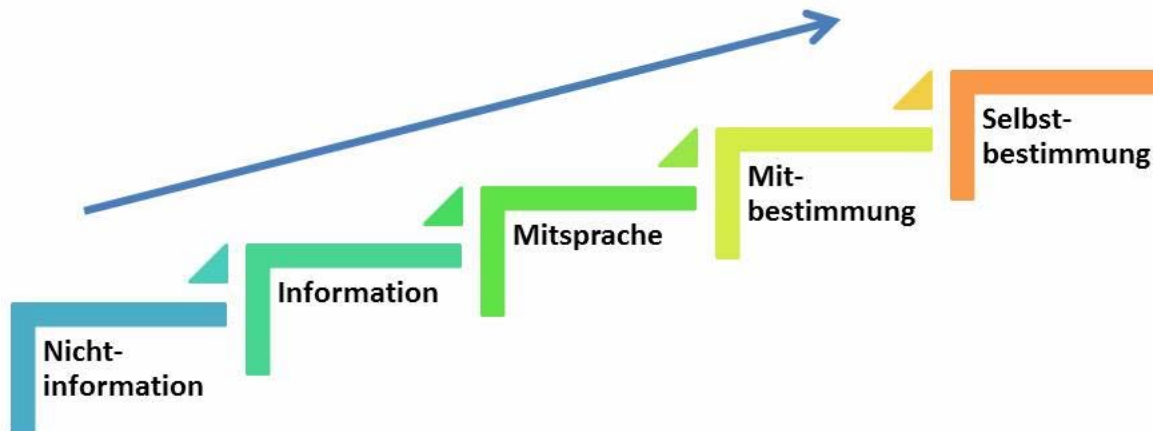 Nicht-
information
Information
Mitsprache
Mit-
bestimmung
Selbst-
bestimmung